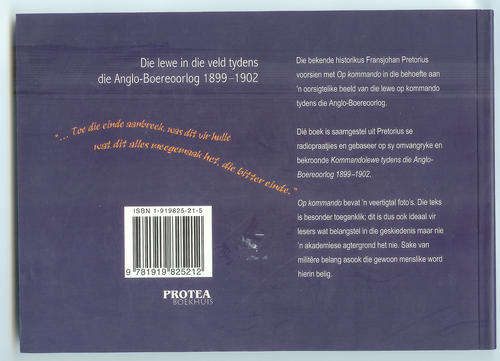 Die lewe in die veld tydens
die Anglo-Boereoorlog 1899-1902
"... Toe die einde aanbreek, was dit vir hulle
wat dit alles meegemaak het, die bitter einde."
ISBN 1-919825-21-5
9 781919 825212
PROTEA
BOEKHUIS
Die bekende historikus Fransjohan Pretorius
voorsien met Op kommando in die behoefte aan
'n oorsigtelike beeld van die lewe op kommando
tydens die Anglo-Boereoorlog.
Dié boek is saamgestel uit Pretorius se
radiopraatjies en gebaseer op sy omvangryke en
bekroonde Kommandolewe tydens die Anglo-
Boereoorlog 1899-1902.
Op kommando bevat 'n veertigtal foto's. Die teks
is besonder toeganklik; dit is dus ook ideaal vir
lesers wat belangstel in die geskiedenis maar nie
'n akademiese agtergrond het nie. Sake van
militêre belang asook die gewoon menslike word
hierin belig.